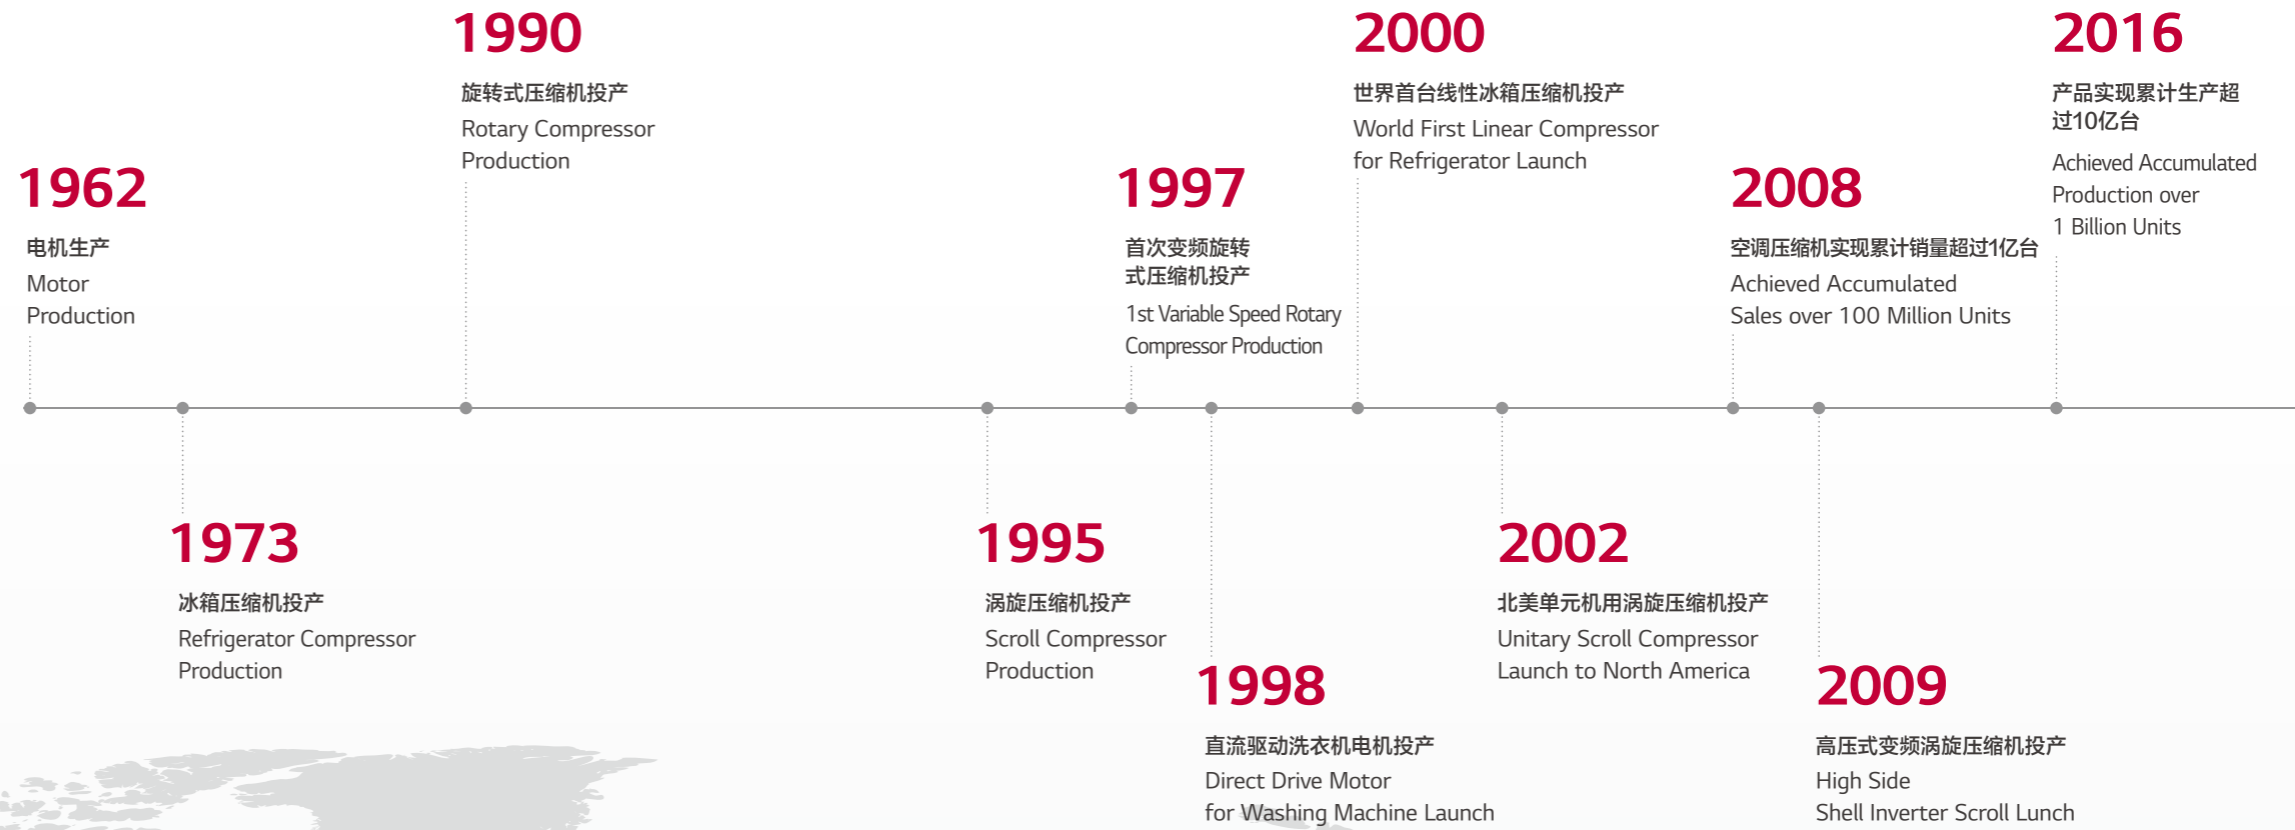 1962
电机生产
Motor
Production
1973
冰箱压缩机投产
Refrigerator Compressor
Production
1990
旋转式压缩机投产
Rotary Compressor
Production
1995
涡旋压缩机投产
Scroll Compressor
Production
1997
首次变频旋转
式压缩机投产
1st Variable Speed Rotary
Compressor Production
1998
直流驱动洗衣机电机投产
Direct Drive Motor
for Washing Machine Launch
2000
世界首台线性冰箱压缩机投产
World First Linear Compressor
for Refrigerator Launch
2002
北美单元机用涡旋压缩机投产
Unitary Scroll Compressor
Launch to North America
2008
空调压缩机实现累计销量超过1亿台
Achieved Accumulated
Sales over 100 Million Units
2009
高压式变频涡旋压缩机投产
High Side
Shell Inverter Scroll Lunch
2016
产品实现累计生产超
过10亿台
Achieved Accumulated
Production over
1 Billion Units